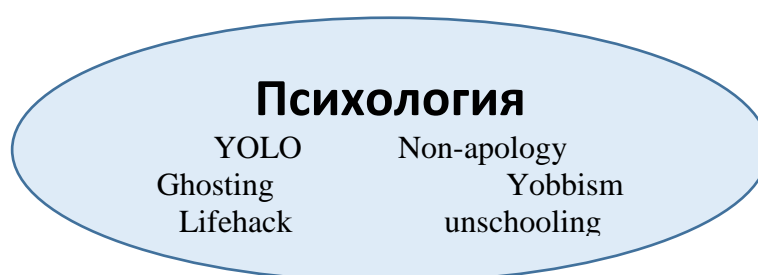 Психология
YOLO Non-apology
Ghosting Yobbism
Lifehack unschooling